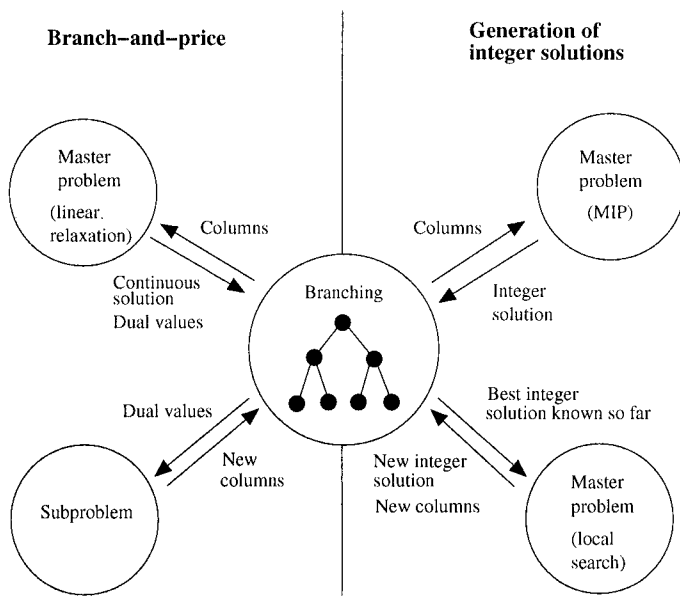 Branch-and-price
Generation of
integer solutions
Master
problem
(linear.
relaxation)
Columns
Continuous
solution
Dual values
Master
problem
(MIP)
Columns
Integer
solution
Branching
Dual values
New
columns
Subproblem
Best integer
solution known so far
New integer
solution
New columns
Master
problem
(local
search)